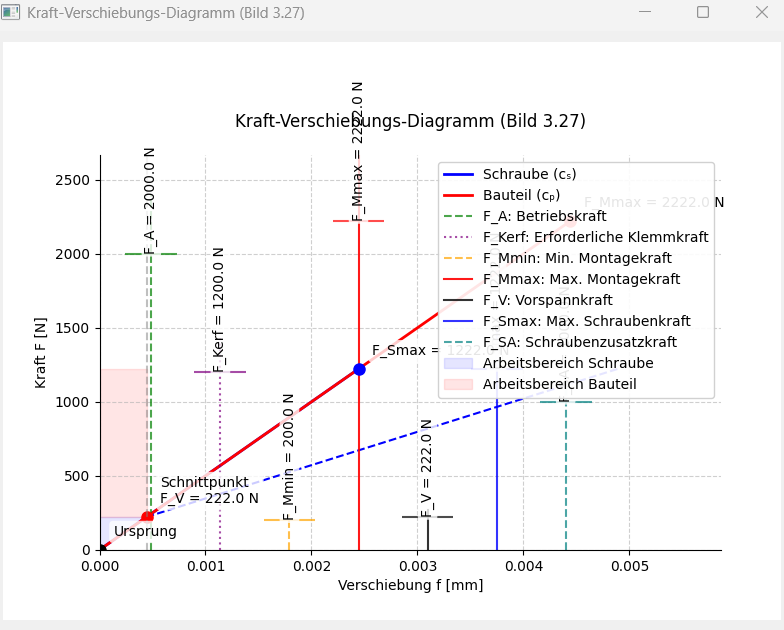 Kraft-Verschiebungs-Diagramm (Bild 3.27)
Kraft-Verschiebungs-Diagramm (Bild 3.27)
F_A = 2000.0 N
F_Kerf = 1200.0 N
F_Mmin = 200.0 N
F_Mmax = 2222.0 N
F_V = 222.0 N
F_Mmax = 2222.0 N
F_Smax = 1222.0 N
Schnittpunkt
F_V = 222.0 N
Ursprung
Schraube (cₛ)
Bauteil (cₚ)
F_A: Betriebskraft
F_Kerf: Erforderliche Klemmkraft
F_Mmin: Min. Montagekraft
F_Mmax: Max. Montagekraft
F_V: Vorspannkraft
F_Smax: Max. Schraubenkraft
F_SA: Schraubenzusatzkraft
Arbeitsbereich Schraube
Arbeitsbereich Bauteil
Kraft F [N]
2500
2000
1500
1000
500
0
0.000
0.001
0.002
0.003
0.004
0.005
Verschiebung f [mm]